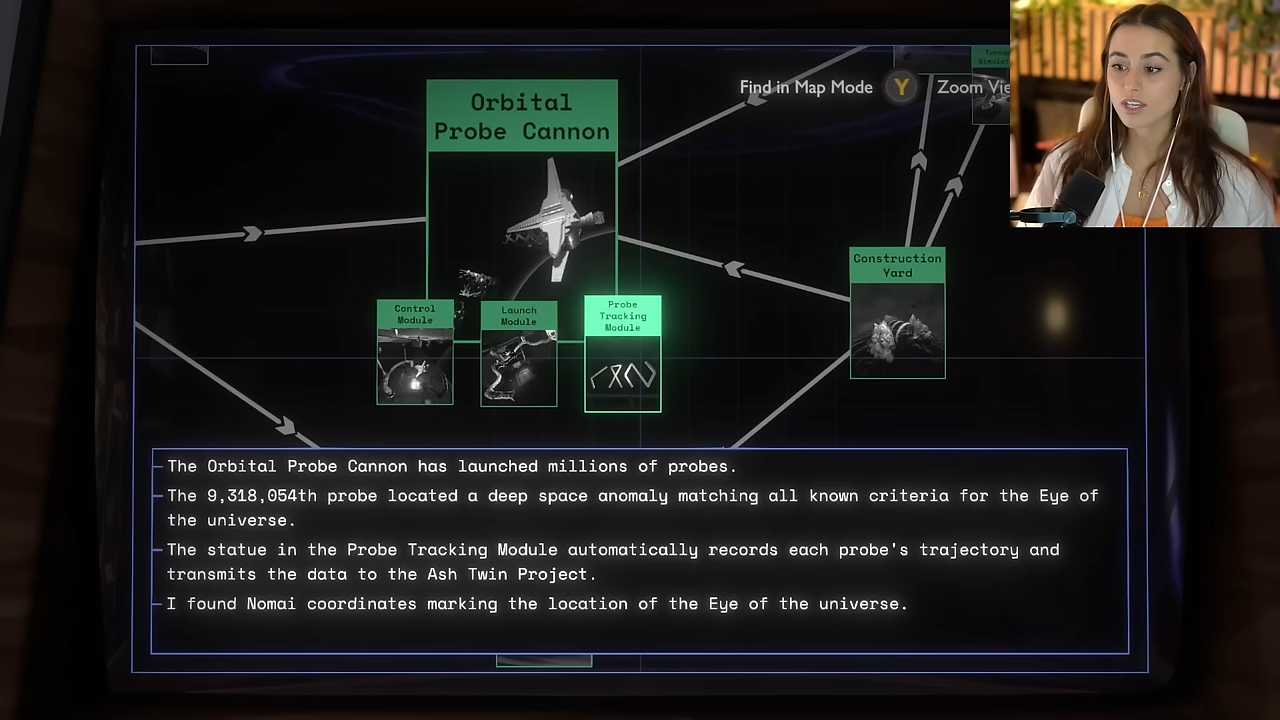 Orbital
Probe Cannon
Find in Map Mode
Y
Zoom Vie
Construction
Yard
Control
Module
Launch
Module
Probe
Tracking
Module
The Orbital Probe Cannon has launched millions of probes.
The 9,318,054th probe located a deep space anomaly matching all known criteria for the Eye of
the universe.
The statue in the Probe Tracking Module automatically records each probe's trajectory and
transmits the data to the Ash Twin Project.
I found Nomai coordinates marking the location of the Eye of the universe.